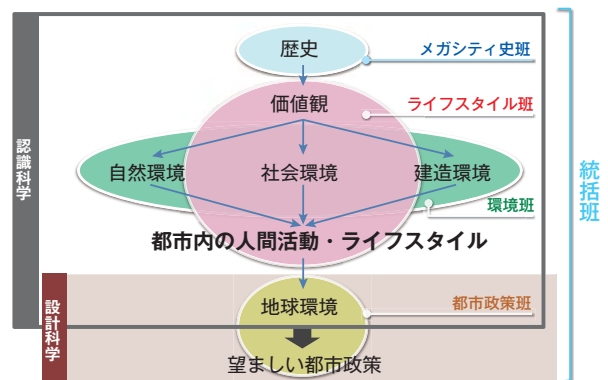 歴史
メガシティ史班
価値観
ライフスタイル班
認識科学
自然環境
社会環境
建造環境
統括班
環境班
都市内の人間活動・ライフスタイル
設計科学
地球環境
都市政策班
望ましい都市政策